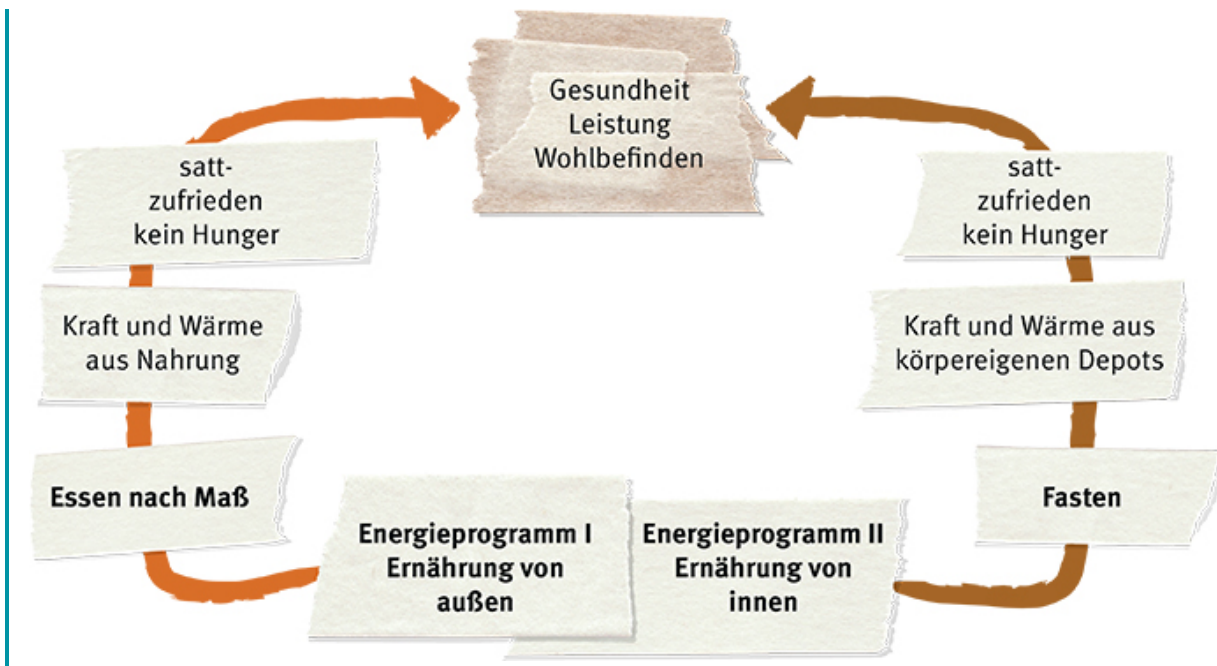 Gesundheit
Leistung
Wohlbefinden
satt-
zufrieden
kein Hunger
Kraft und Wärme
aus Nahrung
Essen nach Maß
Energieprogramm I
Ernährung von
außen
Energieprogramm II
Ernährung von
innen
satt-
zufrieden
kein Hunger
Kraft und Wärme aus
körpereigenen Depots
Fasten